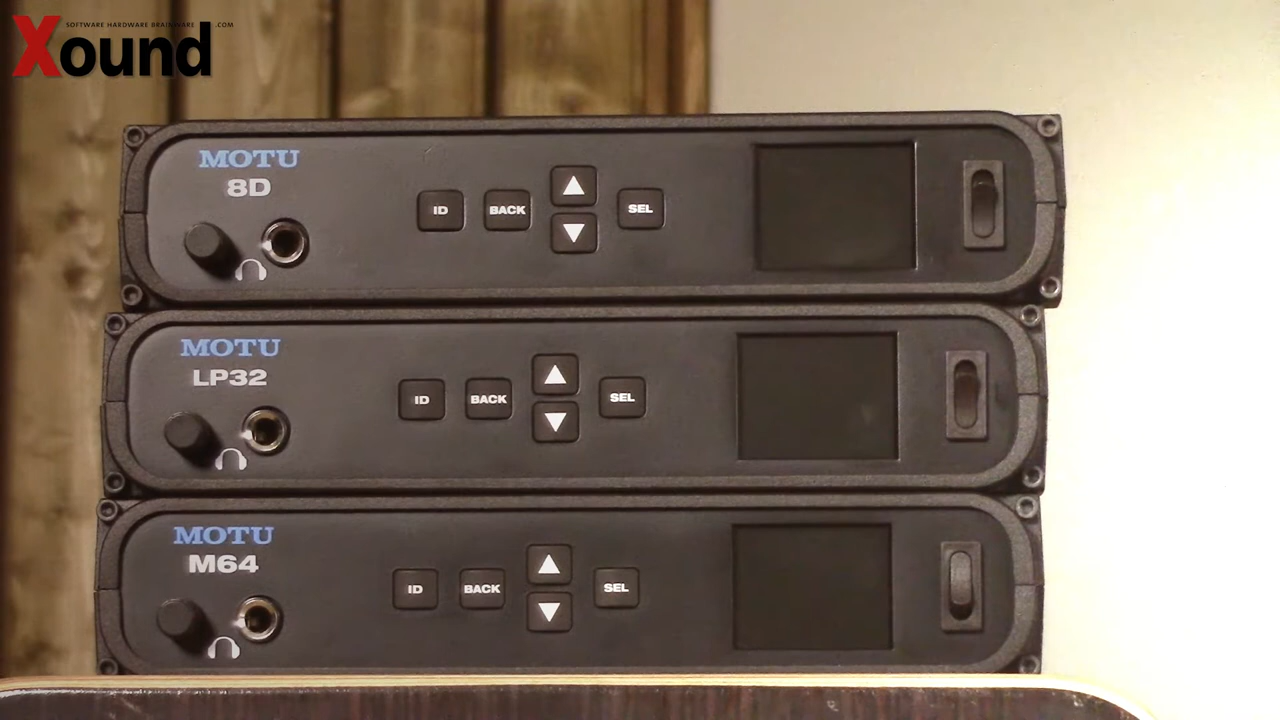 SOFTWARE HARDWARE BRAINWARE .COM
Xound
MOTU
8D
ID
BACK
SEL
MOTU
LP32
ID
BACK
SEL
MOTU
M64
ID
BACK
SEL